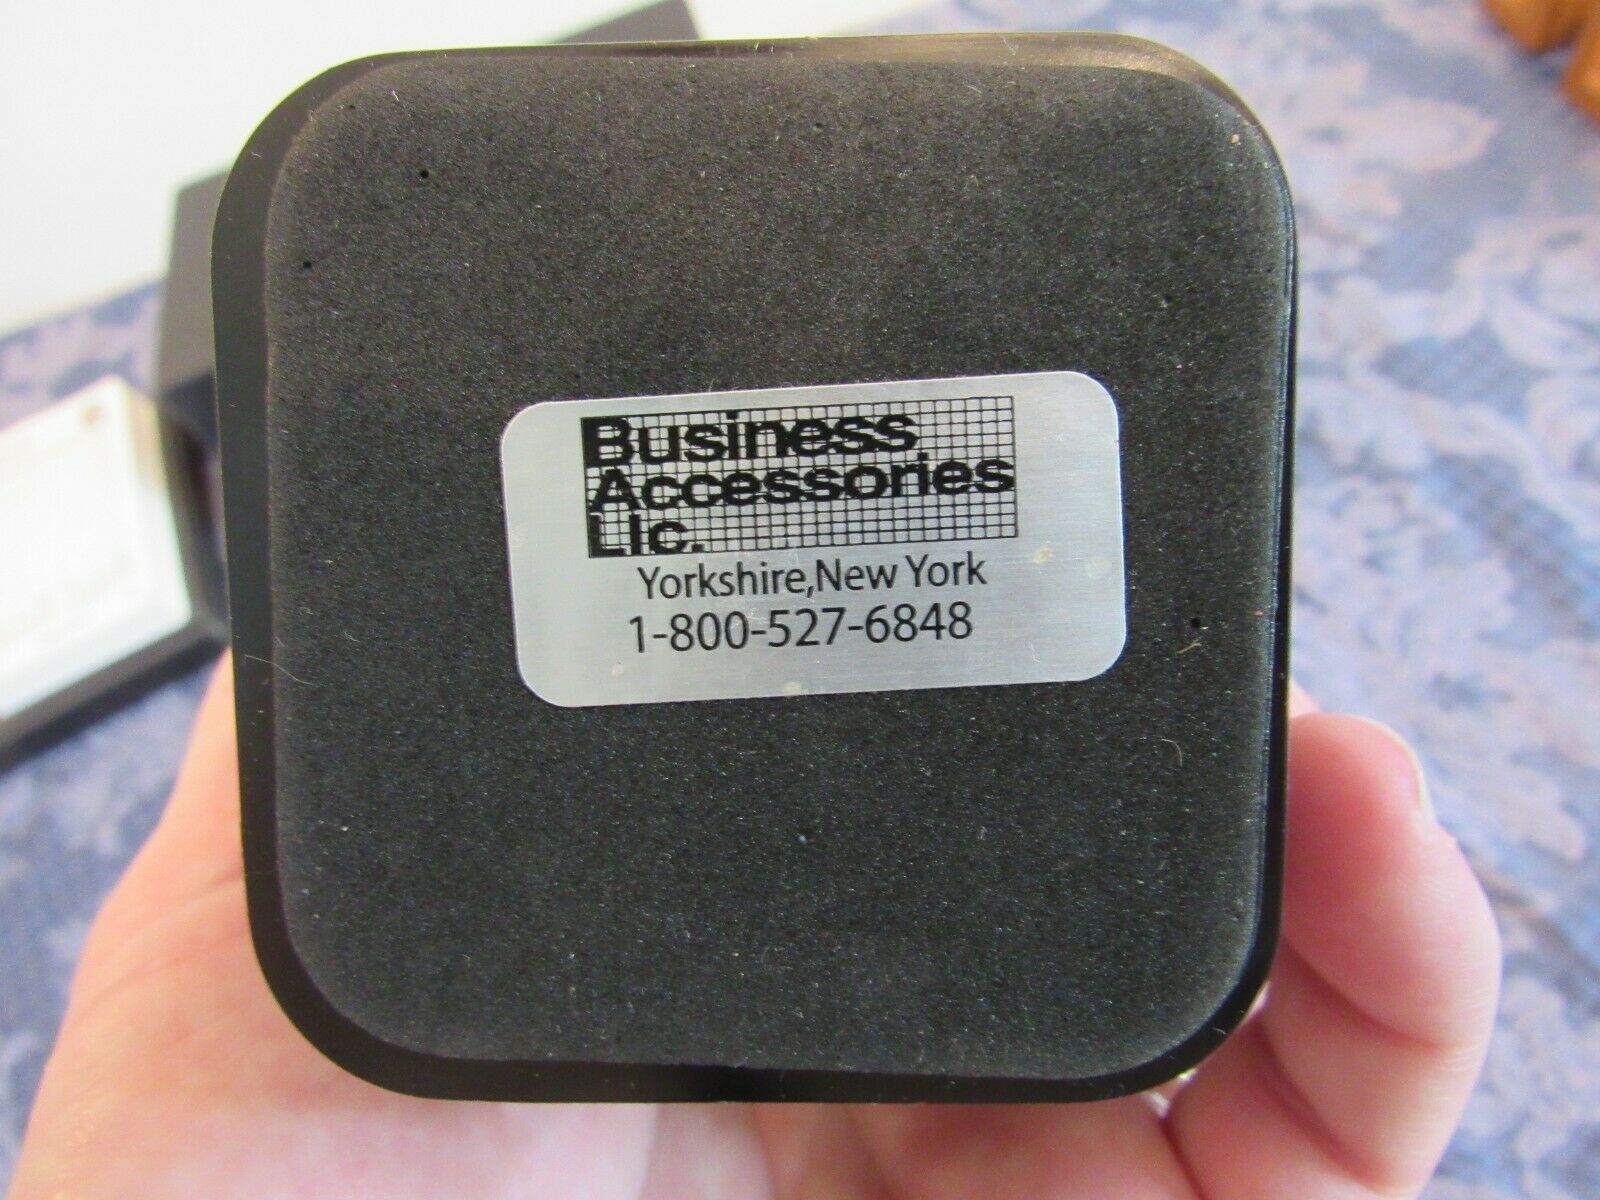 Business
Accessories
Llc.
Yorkshire,New York
1-800-527-6848